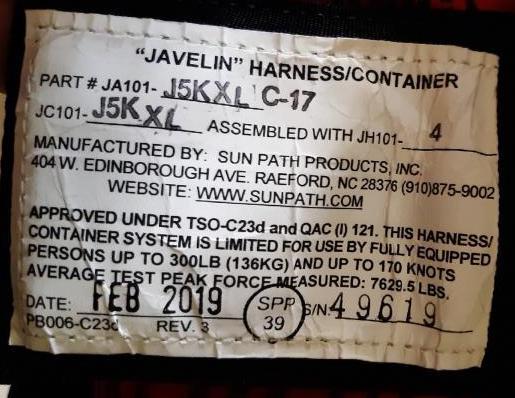 "JAVELIN" HARNESS/CONTAINER
PART # JA101- J5KXL C-17
JC101- J5KXL ASSEMBLED WITH JH101- 4
MANUFACTURED BY: SUN PATH PRODUCTS, INC.
404 W. EDINBOROUGH AVE. RAEFORD, NC 28376 (910)875-9002
WEBSITE: WWW.SUNPATH.COM
APPROVED UNDER TSO-C23d and QAC (I) 121. THIS HARNESS/
CONTAINER SYSTEM IS LIMITED FOR USE BY FULLY EQUIPPED
PERSONS UP TO 300LB (136KG) AND UP TO 170 KNOTS
AVERAGE TEST PEAK FORCE MEASURED: 7629.5 LBS.
DATE: FEB 2019 SPP 39 S/N: 49619
PB006-C23d REV. 3